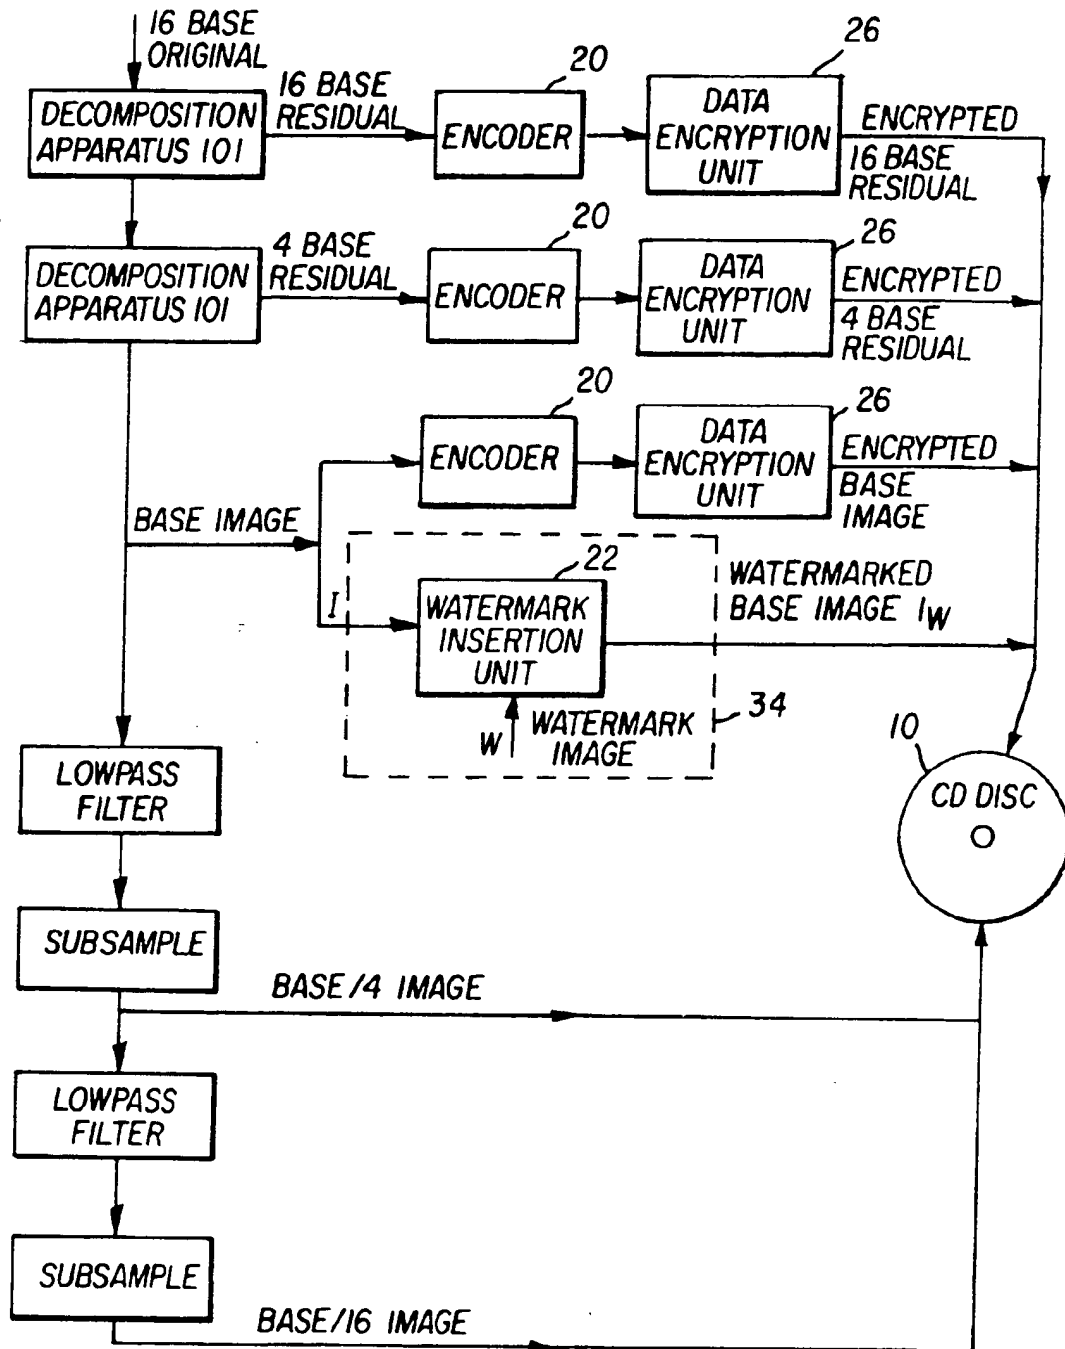 16 BASE
ORIGINAL
DECOMPOSITION
APPARATUS 101
16 BASE
RESIDUAL
20
ENCODER
26
DATA
ENCRYPTION
UNIT
ENCRYPTED
16 BASE
RESIDUAL
DECOMPOSITION
APPARATUS 101
4 BASE
RESIDUAL
20
ENCODER
26
DATA
ENCRYPTION
UNIT
ENCRYPTED
4 BASE
RESIDUAL
20
ENCODER
26
DATA
ENCRYPTION
UNIT
ENCRYPTED
BASE
IMAGE
BASE IMAGE
I
22
WATERMARK
INSERTION
UNIT
W
WATERMARK
IMAGE
34
WATERMARKED
BASE IMAGE IW
10
CD DISC
LOWPASS
FILTER
SUBSAMPLE
BASE/4 IMAGE
LOWPASS
FILTER
SUBSAMPLE
BASE/16 IMAGE